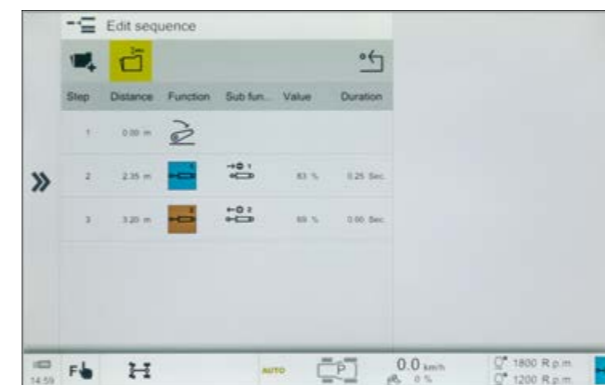 Edit sequence
Step Distance Function Sub fun... Value Duration
1 0.00 m
2 2.35 m 1 83 % 0.25 Sec.
3 3.20 m 2 69 % 0.00 Sec.
14:59 F AUTO P 0.0 km/h 0 % 1800 R.p.m. 1200 R.p.m.